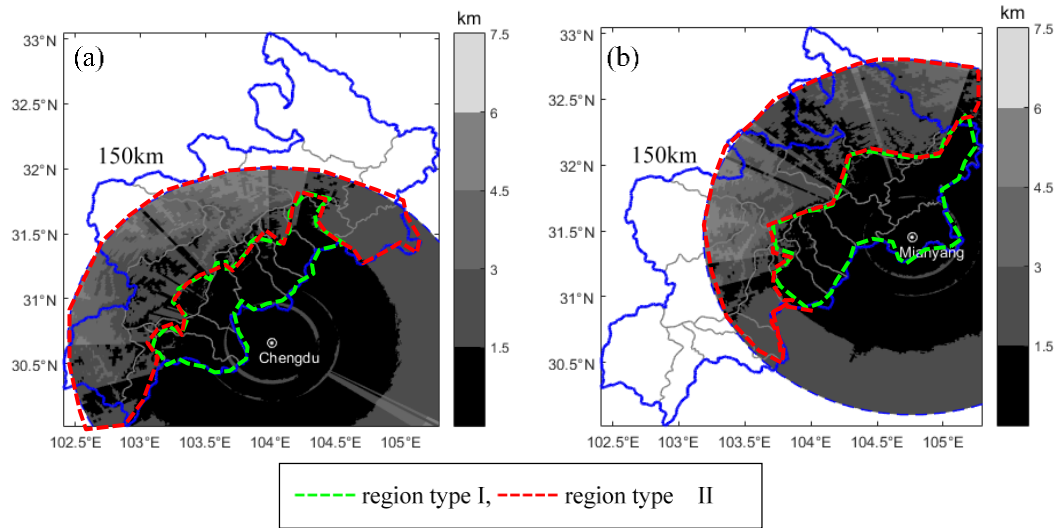 (a)
150km
Chengdu
33°N
32.5°N
32°N
31.5°N
31°N
30.5°N
102.5°E 103°E 103.5°E 104°E 104.5°E 105°E
km
7.5
6
4.5
3
1.5
(b)
150km
Mianyang
33°N
32.5°N
32°N
31.5°N
31°N
30.5°N
102.5°E 103°E 103.5°E 104°E 104.5°E 105°E
km
7.5
6
4.5
3
1.5
region type I, region type II